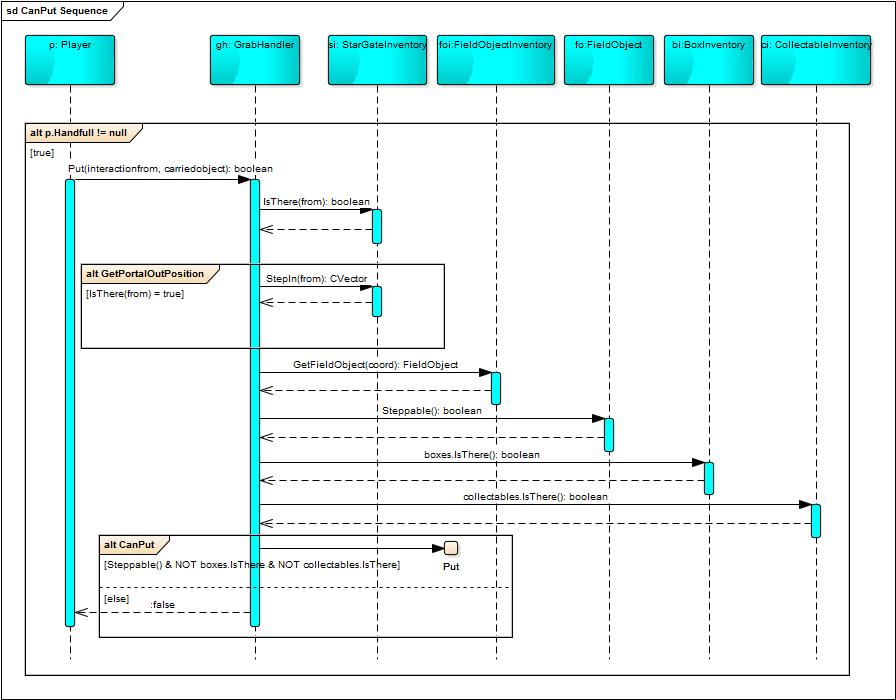 sd CanPut Sequence
p: Player
gh: GrabHandler
si: StarGateInventory
foi:FieldObjectInventory
fo:FieldObject
bi:BoxInventory
ci: CollectableInventory
alt p.Handfull != null
[true]
Put(interactionfrom, carriedobject): boolean
IsThere(from): boolean
alt GetPortalOutPosition
StepIn(from): CVector
[IsThere(from) = true]
GetFieldObject(coord): FieldObject
Steppable(): boolean
boxes.IsThere(): boolean
collectables.IsThere(): boolean
alt CanPut
[Steppable() & NOT boxes.IsThere & NOT collectables.IsThere]
Put
[else]
:false